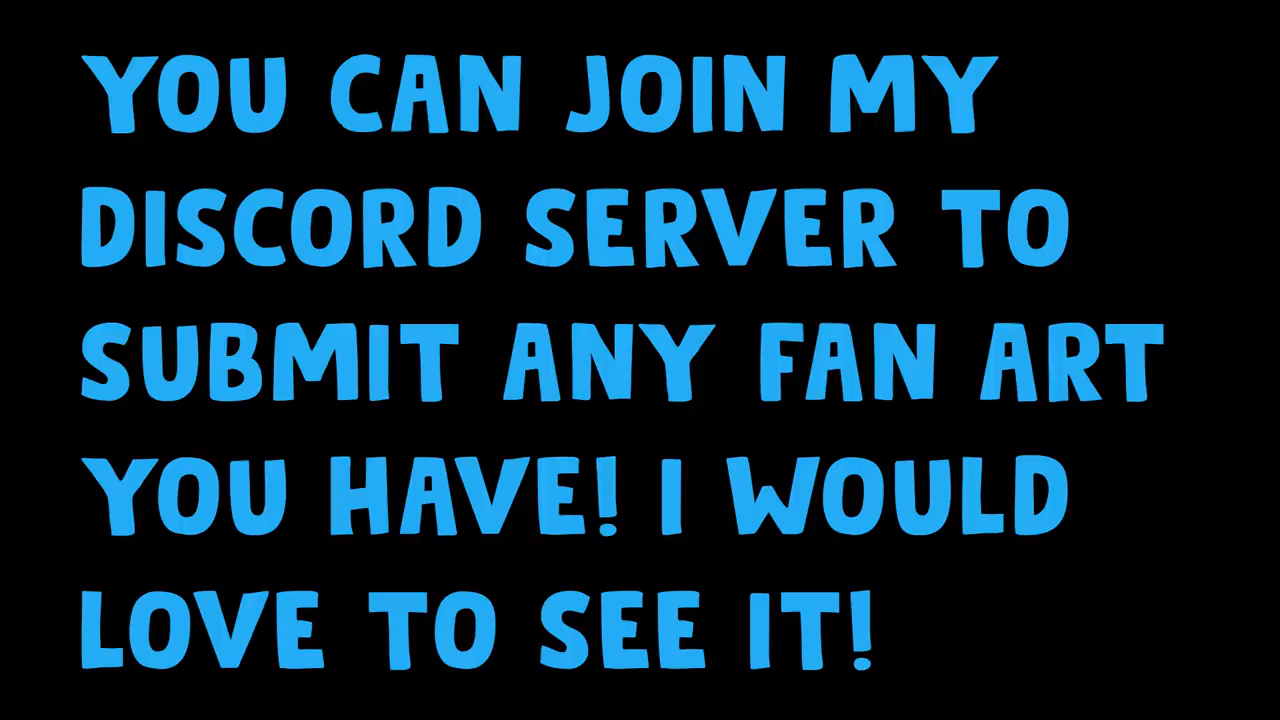 YOU CAN JOIN MY
DISCORD SERVER TO
SUBMIT ANY FAN ART
YOU HAVE! I WOULD
LOVE TO SEE IT!